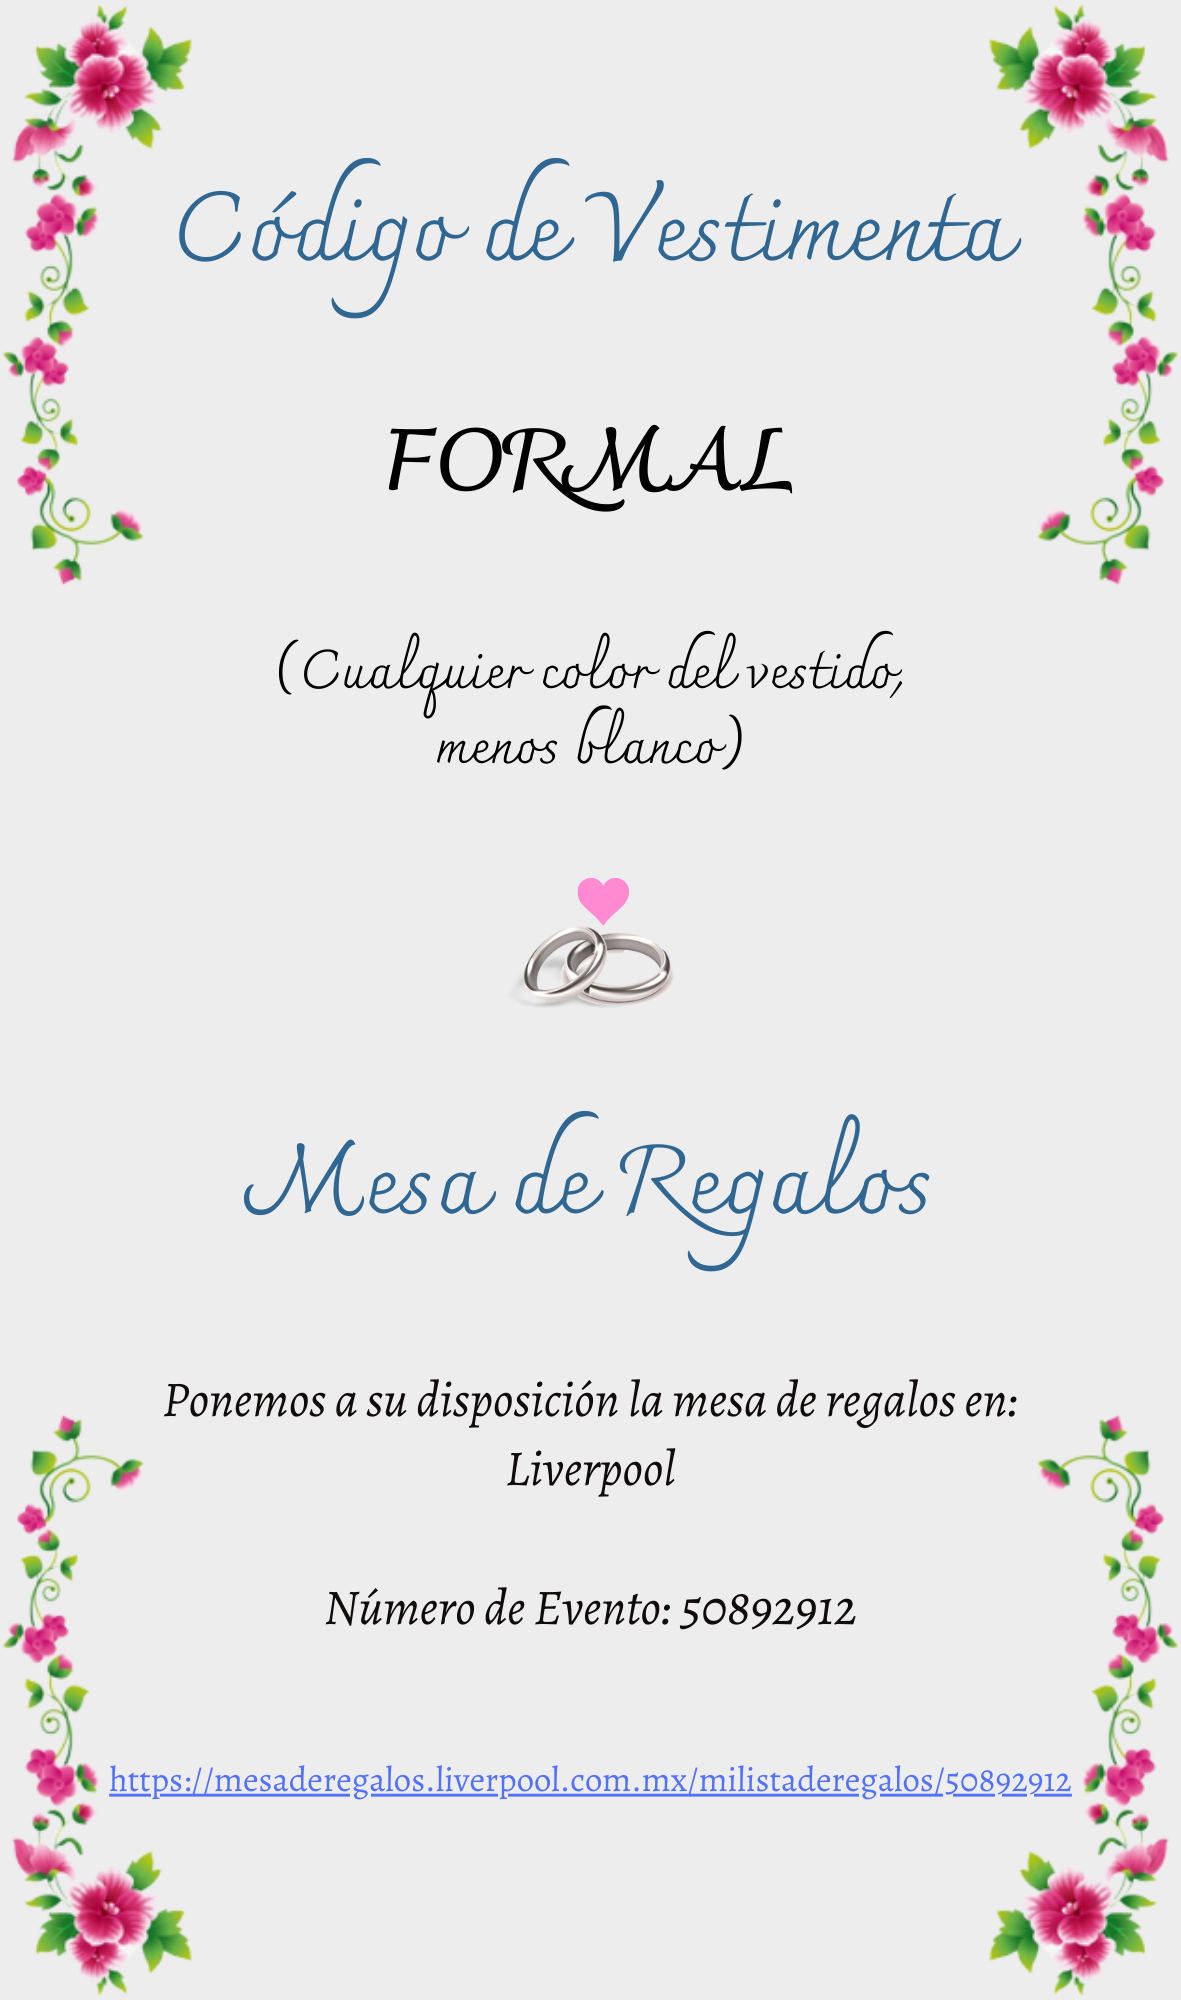 Código de Vestimenta
FORMAL
(Cualquier color del vestido,
menos blanco)
Mesa de Regalos
Ponemos a su disposición la mesa de regalos en:
Liverpool
Número de Evento: 50892912
https://mesaderegalos.liverpool.com.mx/milistaderegalos/50892912